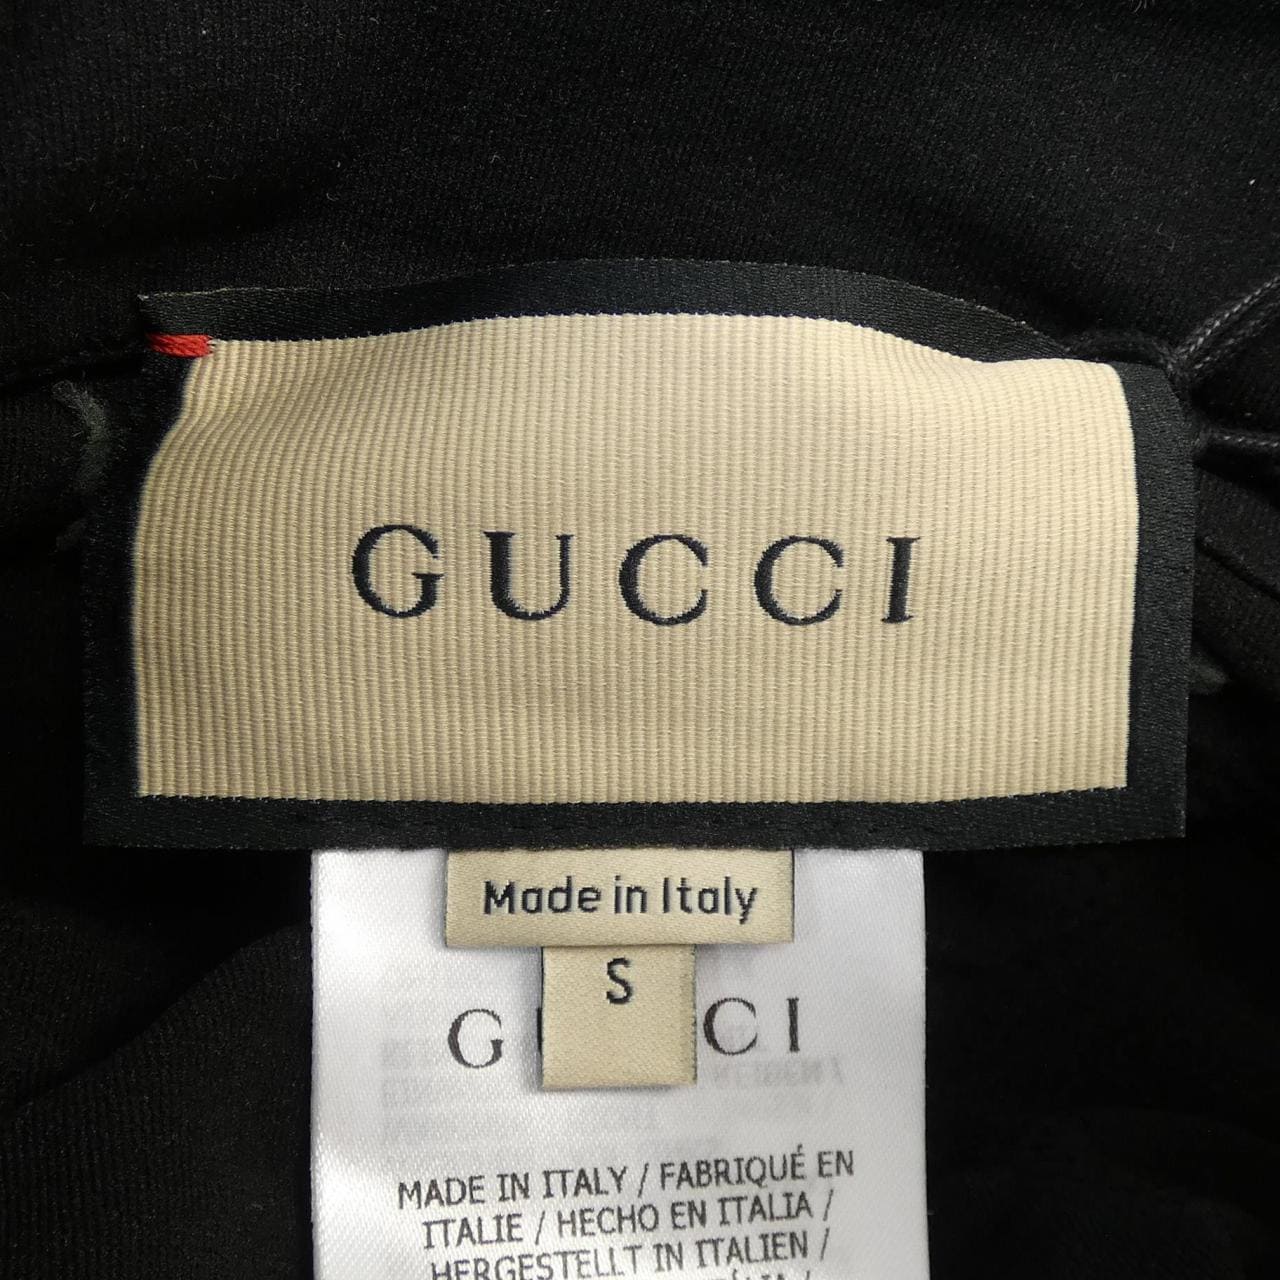 GUCCI
Made in Italy
S
G CI
MADE IN ITALY / FABRIQUÉ EN
ITALIE / HECHO EN ITALIA /
HERGESTELLT IN ITALIEN /